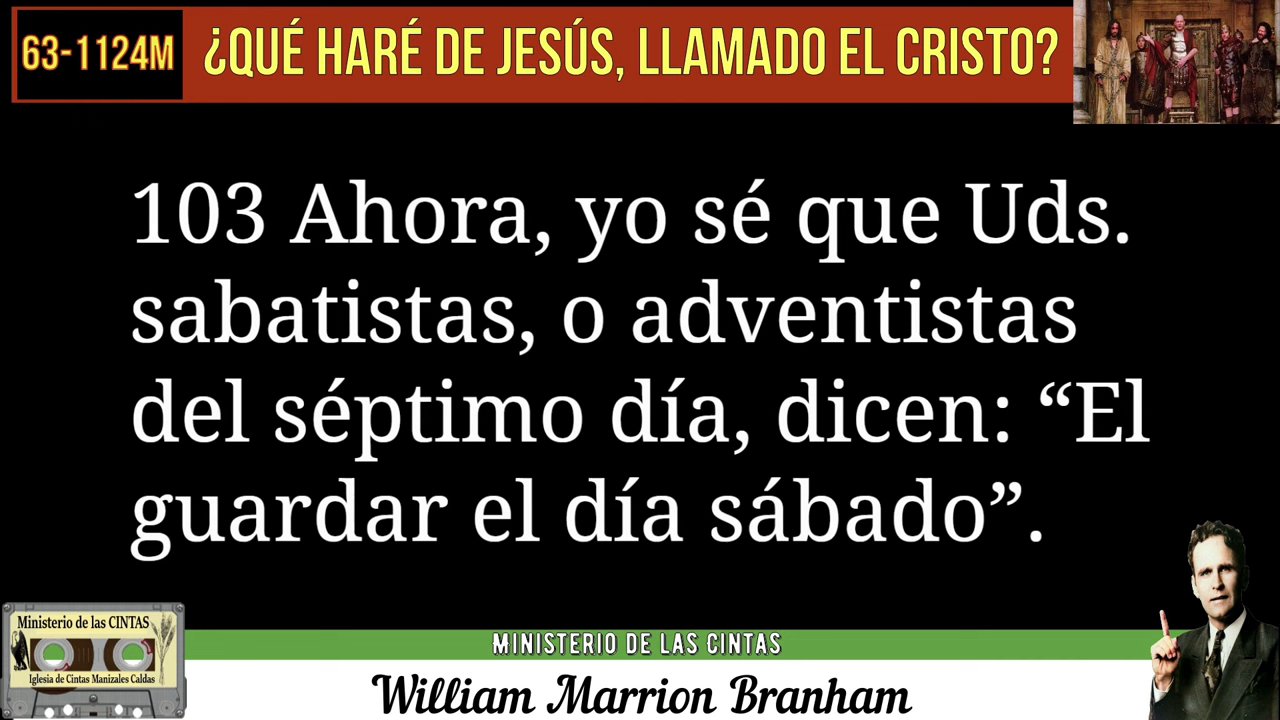 63-1124M
¿QUÉ HARÉ DE JESÚS, LLAMADO EL CRISTO?
103 Ahora, yo sé que Uds.
sabatistas, o adventistas
del séptimo día, dicen: “El
guardar el día sábado”.
Ministerio de las CINTAS
Iglesia de Cintas Manizales Caldas
MINISTERIO DE LAS CINTAS
William Marrion Branham